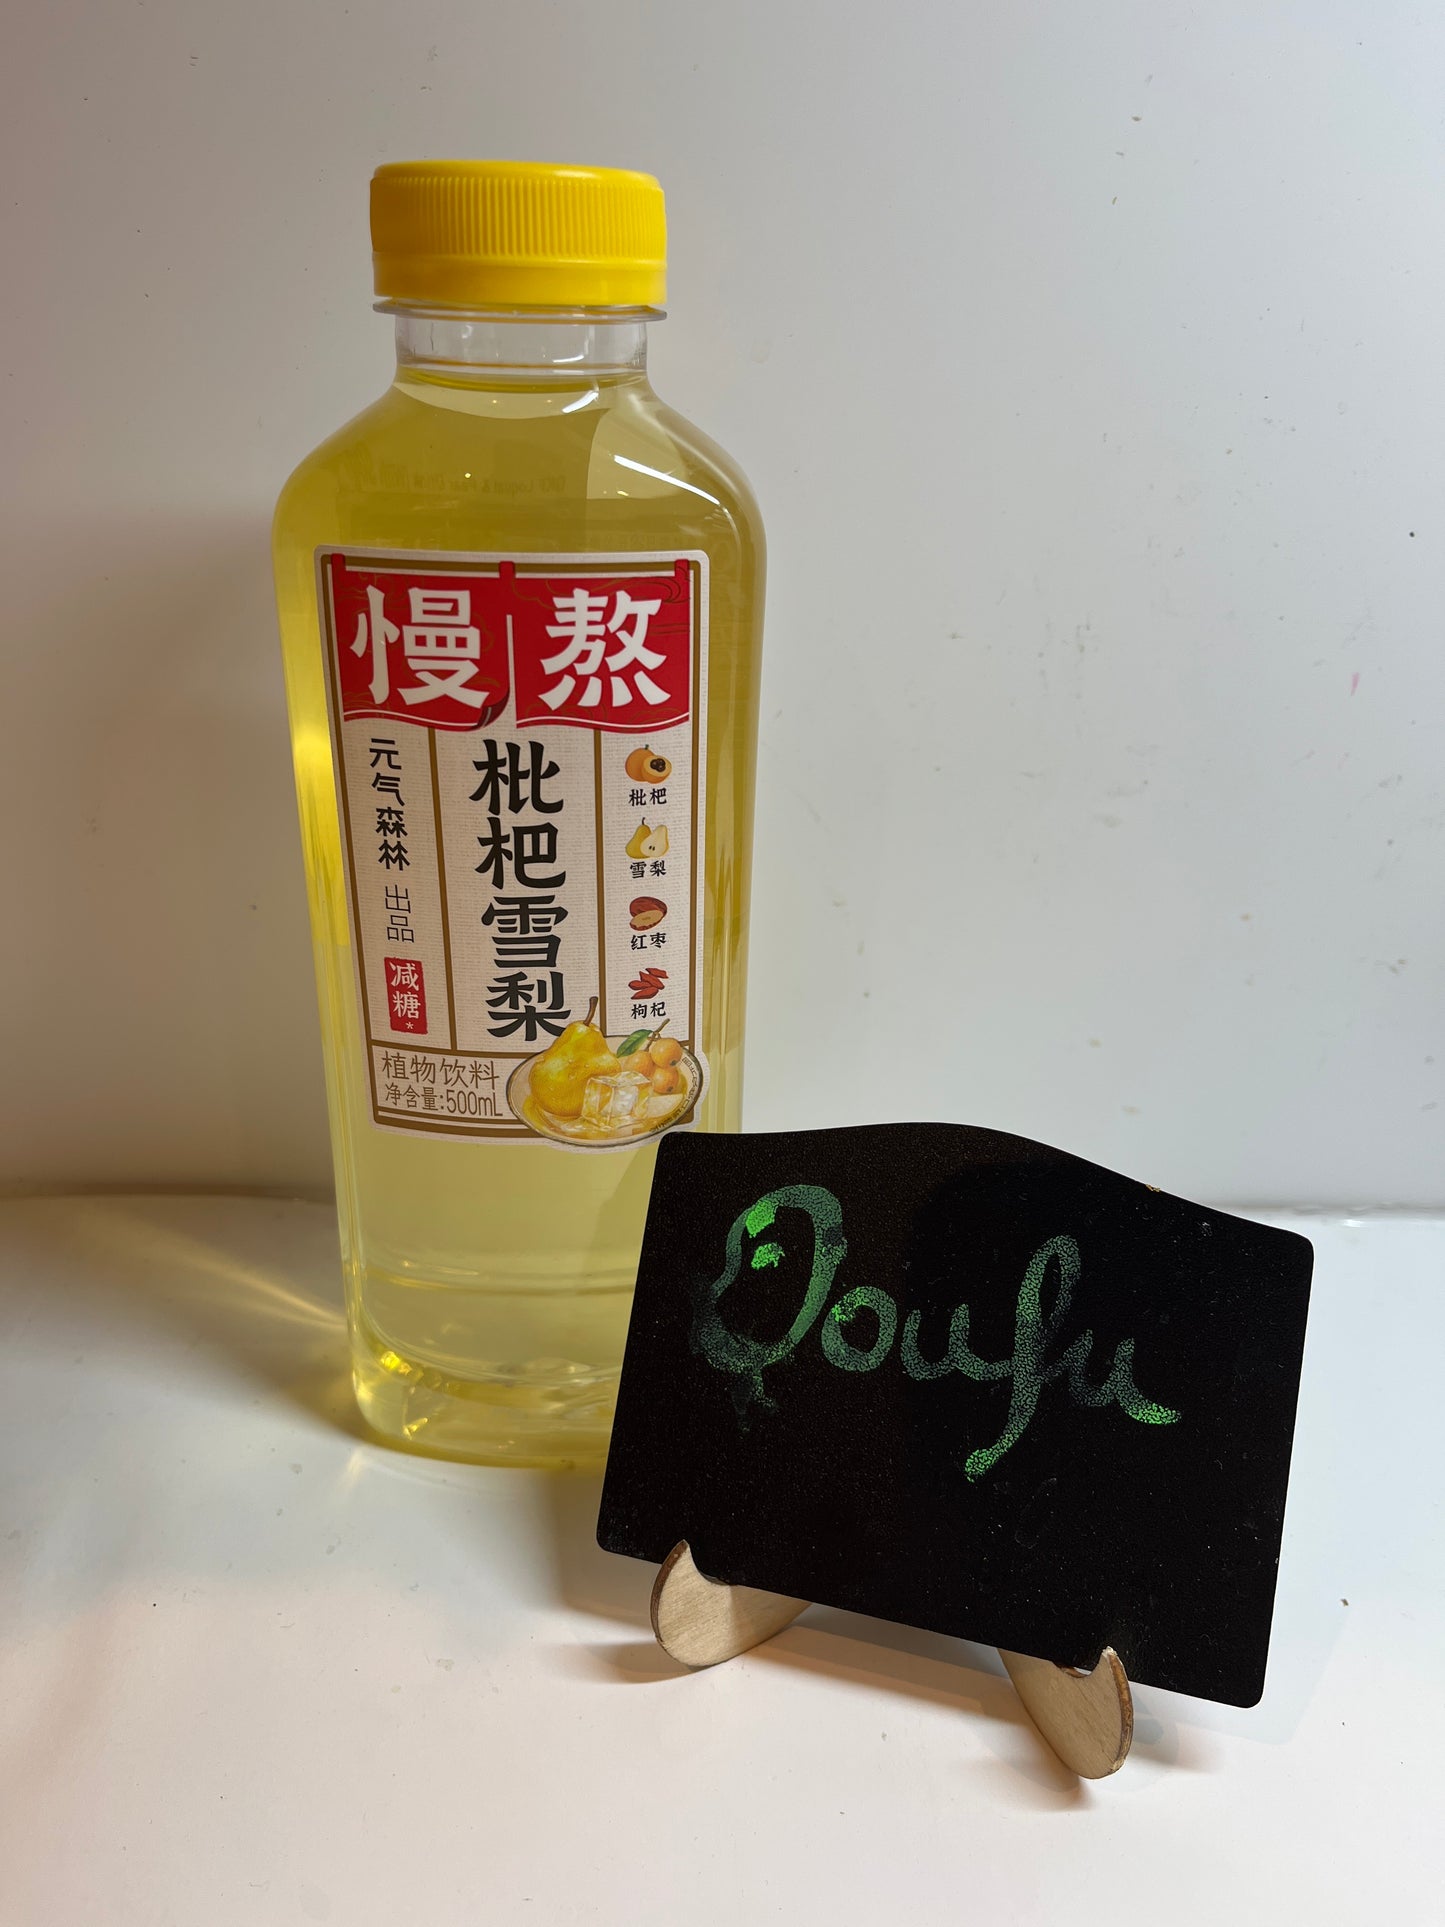 慢熬
元气森林 出品
减糖*
枇杷雪梨
枇杷
雪梨
红枣
枸杞
植物饮料
净含量:500mL
Doufu